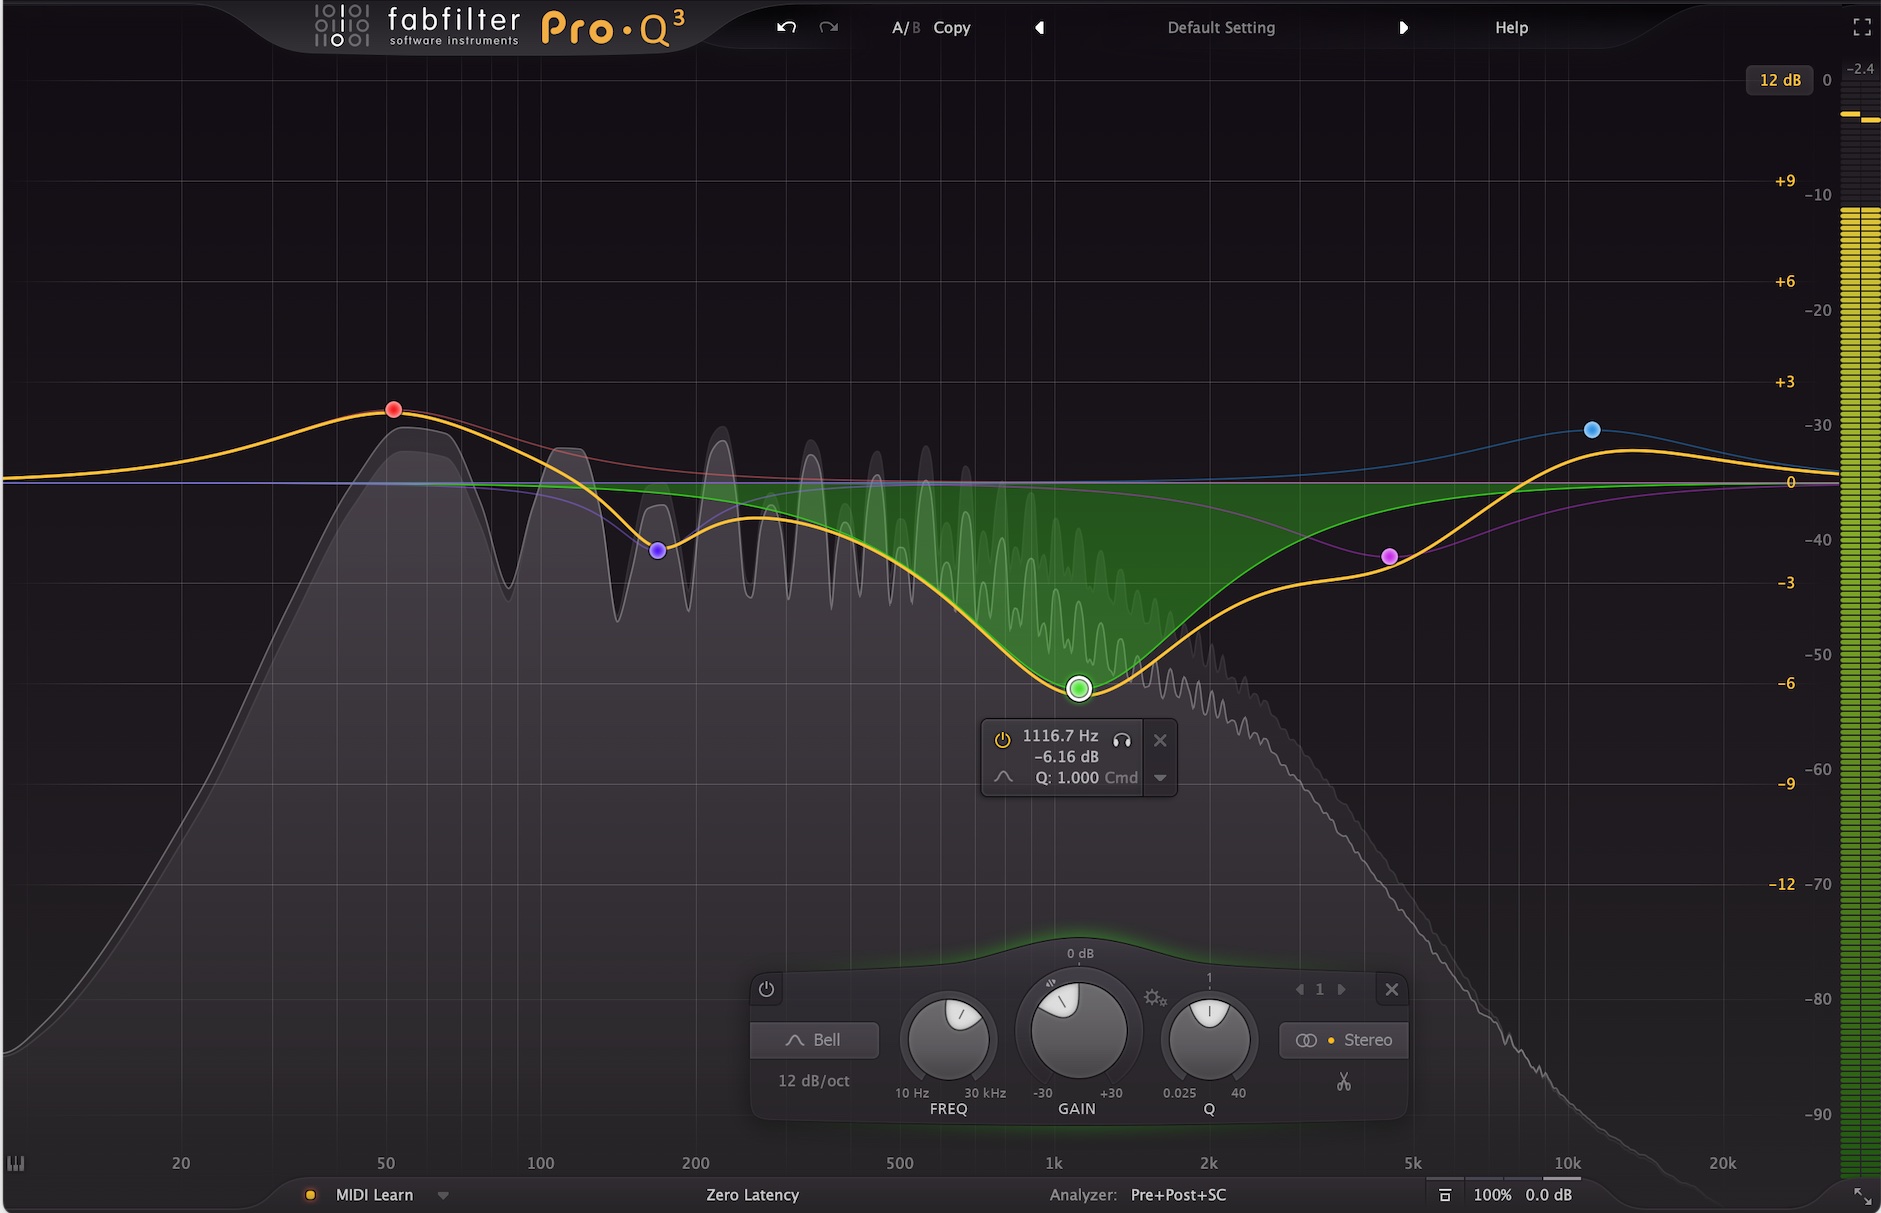 fabfilter
software instruments
Pro·Q³
A/B Copy
Default Setting
Help
12 dB
0
-2.4
+9
-10
+6
-20
+3
-30
0
-40
-3
-50
-6
1116.7 Hz
-6.16 dB
Q: 1.000 Cmd
-60
-9
-12
-70
0 dB
1
1
Bell
Stereo
-80
12 dB/oct
10 Hz 30 kHz
FREQ
-30 +30
GAIN
0.025 40
Q
-90
20 50 100 200 500 1k 2k 5k 10k 20k
MIDI Learn
Zero Latency
Analyzer: Pre+Post+SC
100% 0.0 dB